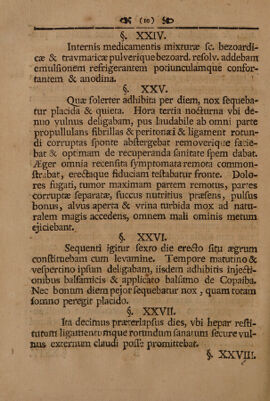 (10)
§. XXIV.
Internis medicamentis mixturæ sc. bezoardi-
cæ & travmaticæ pulverique bezoard. resolv. addebam
emulsionem refrigerantem potiunculamque confor-
tantem & anodina.
§. XXV.
Quæ solerter adhibita per diem, nox sequeba-
tur placida & quieta. Hora tertia nocturna vbi de-
nuo vulnus deligabam, pus laudabile ab omni parte
propullulans fibrillas & peritonæi & ligament rotun-
di corruptas sponte abstergebat removerique facie-
bat & optimam de recuperanda sanitate spem dabat.
Æger omnia recensita symptomata remota common-
strabat, erectaque fiduciam testabatur fronte. Dolo-
res fugati, tumor maximam partem remotus, partes
corruptæ separatæ, succus nutritius præsens, pulsus
bonus, alvus aperta & vrina turbida mox ad natu-
ralem magis accedens, omnem mali ominis metum
ejiciebant.
§. XXVI.
Sequenti igitur sexto die erecto situ ægrum
constituebam cum levamine. Tempore matutino &
vespertino ipsum deligabam, iisdem adhibitis injecti-
onibus balsamicis & applicato balsamo de Copaiba.
Nec bonum diem pejor sequebatur nox, quam totam
somno peregit placido.
§. XXVII.
Ita decimus præterlapsus dies, vbi hepar resti-
tutum ligamentumque rotundum sanatum secure vul-
nus externum claudi posse promittebat.
§. XXVIII.